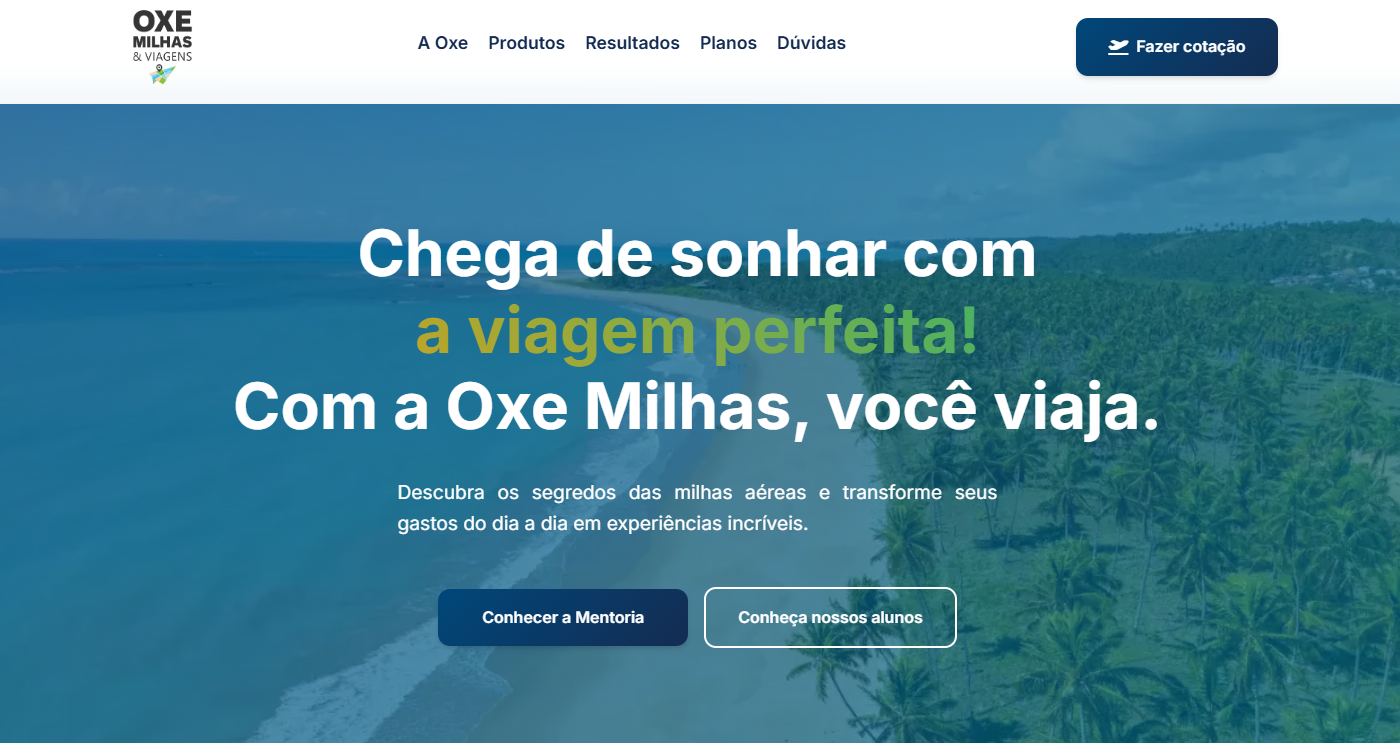 OXE
MILHAS
& VIAGENS
A Oxe Produtos Resultados Planos Dúvidas
Fazer cotação
Chega de sonhar com
a viagem perfeita!
Com a Oxe Milhas, você viaja.
Descubra os segredos das milhas aéreas e transforme seus
gastos do dia a dia em experiências incríveis.
Conhecer a Mentoria
Conheça nossos alunos